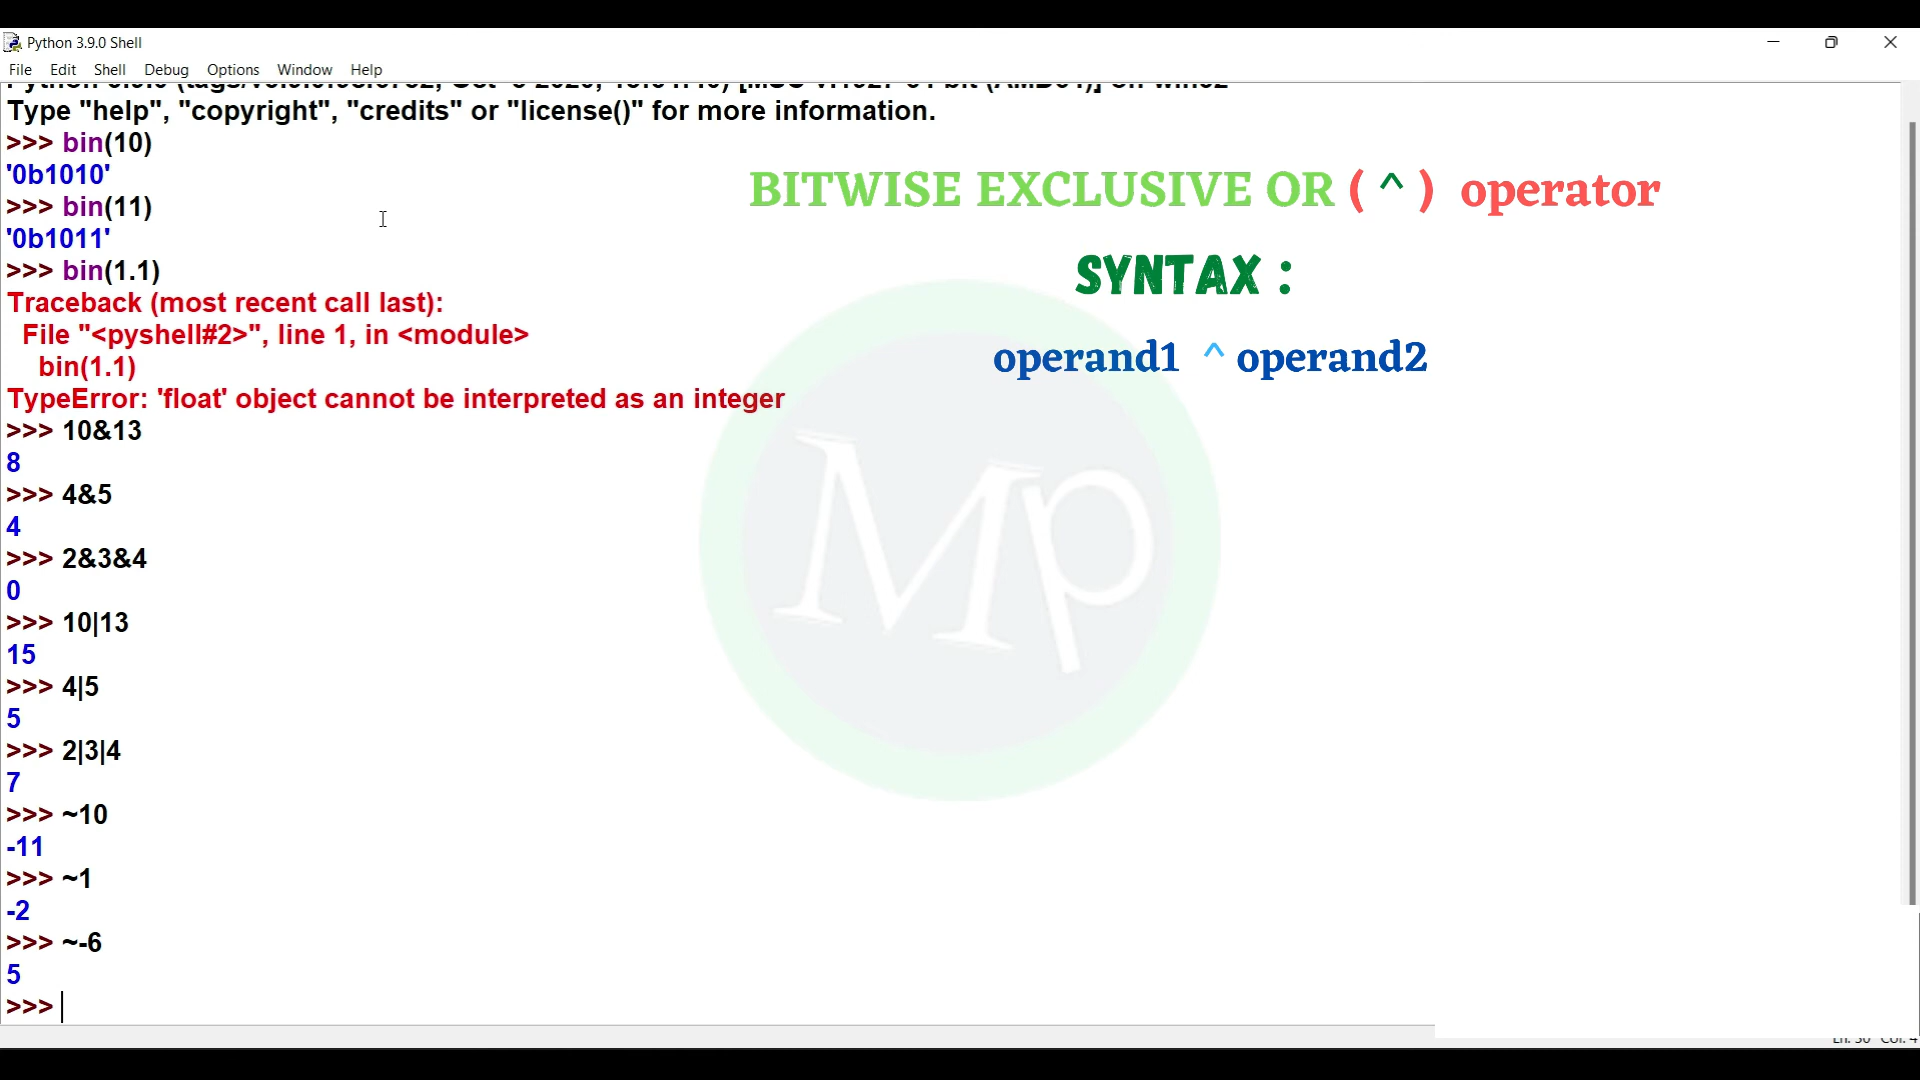 Python 3.9.0 Shell
File Edit Shell Debug Options Window Help
Type "help", "copyright", "credits" or "license()" for more information.
>>> bin(10)
'0b1010'
>>> bin(11)
'0b1011'
>>> bin(1.1)
Traceback (most recent call last):
File "<pyshell#2>", line 1, in <module>
bin(1.1)
TypeError: 'float' object cannot be interpreted as an integer
>>> 10&13
8
>>> 4&5
4
>>> 2&3&4
0
>>> 10|13
15
>>> 4|5
5
>>> 2|3|4
7
>>> ~10
-11
>>> ~1
-2
>>> ~-6
5
>>>
BITWISE EXCLUSIVE OR ( ^ ) operator
SYNTAX :
operand1 ^ operand2
Mp